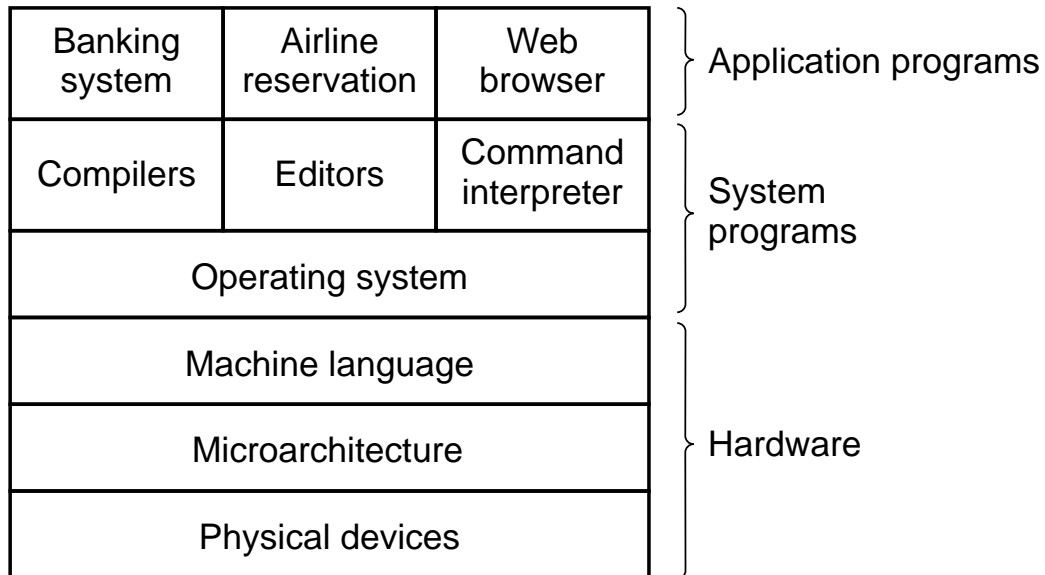 Banking
system
Airline
reservation
Web
browser
Application programs
Compilers
Editors
Command
interpreter
System
programs
Operating system
Machine language
Microarchitecture
Hardware
Physical devices